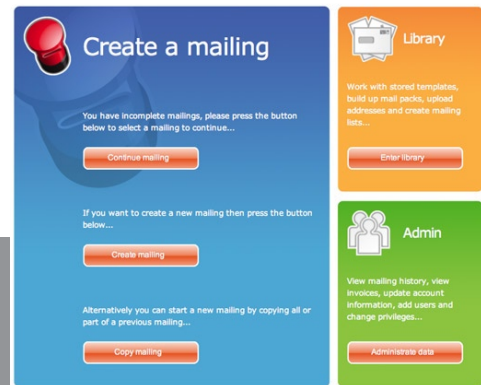 Create a mailing
You have incomplete mailings, please press the button
below to select a mailing to continue...
Continue mailing
If you want to create a new mailing then press the button
below...
Create mailing
Alternatively you can start a new mailing by copying all or
part of a previous mailing...
Copy mailing
Library
Work with stored templates,
build up mail packs, upload
addresses and create mailing
lists...
Enter library
Admin
View mailing history, view
invoices, update account
information, add users and
change privileges...
Administrate data